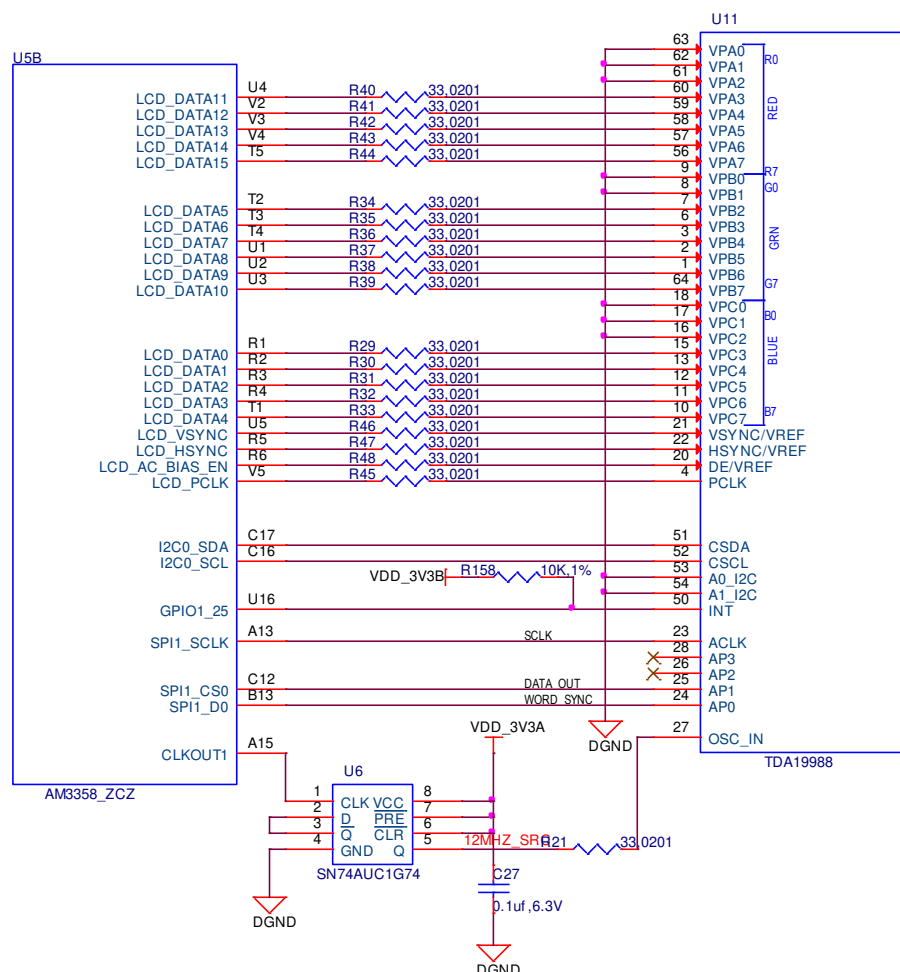 U11
U5B
63 VPA0
62 VPA1 R0
61 VPA2
LCD_DATA11 U4 R40 33,0201 60 VPA3
LCD_DATA12 V2 R41 33,0201 59 VPA4 RED
LCD_DATA13 V3 R42 33,0201 58 VPA5
LCD_DATA14 V4 R43 33,0201 57 VPA6
LCD_DATA15 T5 R44 33,0201 56 VPA7
9 VPB0 R7
8 VPB1 G0
LCD_DATA5 T2 R34 33,0201 7 VPB2
LCD_DATA6 T3 R35 33,0201 6 VPB3
LCD_DATA7 T4 R36 33,0201 3 VPB4 GRN
LCD_DATA8 U1 R37 33,0201 2 VPB5
LCD_DATA9 U2 R38 33,0201 1 VPB6
LCD_DATA10 U3 R39 33,0201 64 VPB7 G7
18 VPC0
17 VPC1 B0
16 VPC2
LCD_DATA0 R1 R29 33,0201 15 VPC3 BLUE
LCD_DATA1 R2 R30 33,0201 13 VPC4
LCD_DATA2 R3 R31 33,0201 12 VPC5
LCD_DATA3 R4 R32 33,0201 11 VPC6
LCD_DATA4 T1 R33 33,0201 10 VPC7 B7
LCD_VSYNC U5 R46 33,0201 21 VSYNC/VREF
LCD_HSYNC R5 R47 33,0201 22 HSYNC/VREF
LCD_AC_BIAS_EN R6 R48 33,0201 20 DE/VREF
LCD_PCLK V5 R45 33,0201 4 PCLK
I2C0_SDA C17 51 CSDA
I2C0_SCL C16 52 CSCL
VDD_3V3B R158 10K,1% 53 A0_I2C
54 A1_I2C
GPIO1_25 U16 50 INT
SPI1_SCLK A13 SCLK 23 ACLK
28 AP3
26 AP2
SPI1_CS0 C12 DATA OUT 25 AP1
SPI1_D0 B13 WORD SYNC 24 AP0
VDD_3V3A
DGND
27 OSC_IN
CLKOUT1 A15
TDA19988
U6
AM3358_ZCZ
1 CLK VCC 8
2 D PRE 7
3 Q CLR 6
4 GND Q 5
12MHZ_SRC R21 33,0201
SN74AUC1G74
C27
0.1uf,6.3V
DGND
DGND